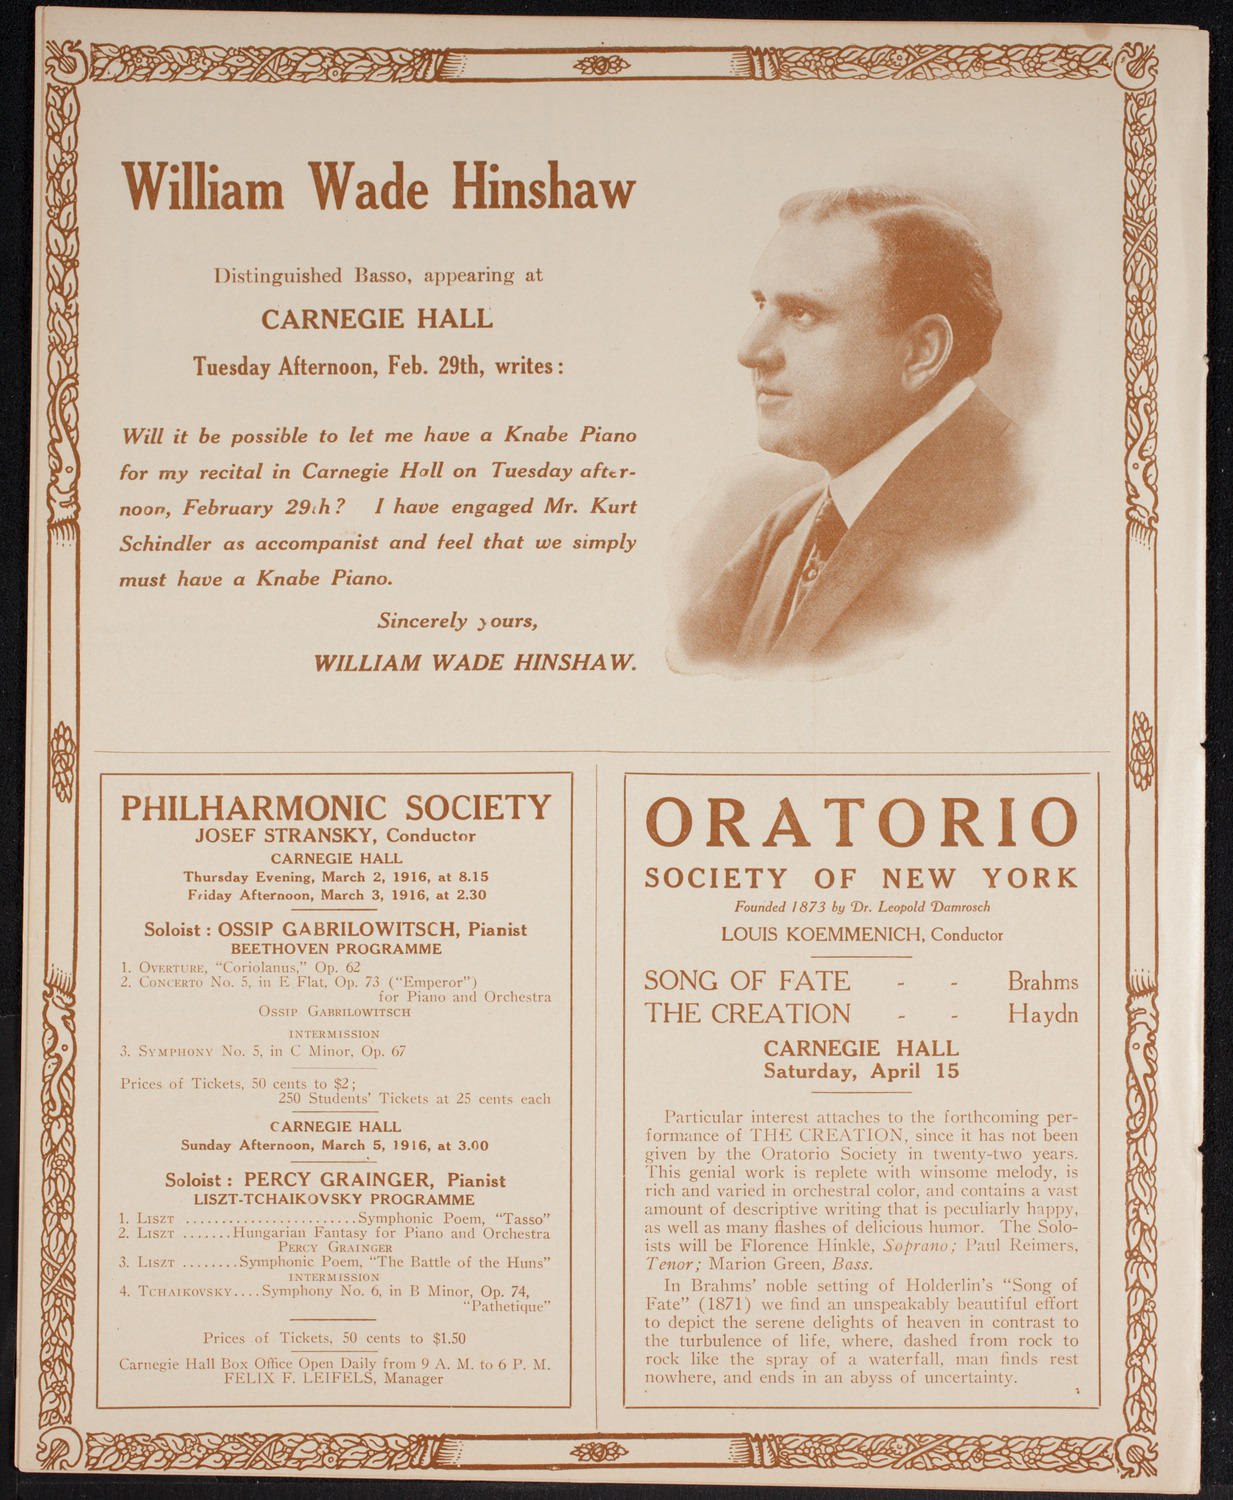 William Wade Hinshaw
Distinguished Basso, appearing at
CARNEGIE HALL
Tuesday Afternoon, Feb. 29th, writes:
Will it be possible to let me have a Knabe Piano
for my recital in Carnegie Hall on Tuesday after-
noon, February 29th? I have engaged Mr. Kurt
Schindler as accompanist and feel that we simply
must have a Knabe Piano.
Sincerely yours,
WILLIAM WADE HINSHAW.
PHILHARMONIC SOCIETY
JOSEF STRANSKY, Conductor
CARNEGIE HALL
Thursday Evening, March 2, 1916, at 8.15
Friday Afternoon, March 3, 1916, at 2.30
Soloist: OSSIP GABRILOWITSCH, Pianist
BEETHOVEN PROGRAMME
1. OVERTURE, "Coriolanus," Op. 62
2. CONCERTO No. 5, in E Flat, Op. 73 ("Emperor")
for Piano and Orchestra
OSSIP GABRILOWITSCH
INTERMISSION
3. SYMPHONY No. 5, in C Minor, Op. 67
Prices of Tickets, 50 cents to $2;
250 Students' Tickets at 25 cents each
CARNEGIE HALL
Sunday Afternoon, March 5, 1916, at 3.00
Soloist: PERCY GRAINGER, Pianist
LISZT-TCHAIKOVSKY PROGRAMME
1. LISZT ........................Symphonic Poem, "Tasso"
2. LISZT .......Hungarian Fantasy for Piano and Orchestra
PERCY GRAINGER
3. LISZT ........Symphonic Poem, "The Battle of the Huns"
INTERMISSION
4. TCHAIKOVSKY....Symphony No. 6, in B Minor, Op. 74,
"Pathetique"
Prices of Tickets, 50 cents to $1.50
Carnegie Hall Box Office Open Daily from 9 A. M. to 6 P. M.
FELIX F. LEIFELS, Manager
ORATORIO
SOCIETY OF NEW YORK
Founded 1873 by Dr. Leopold Damrosch
LOUIS KOEMMENICH, Conductor
SONG OF FATE - - Brahms
THE CREATION - - Haydn
CARNEGIE HALL
Saturday, April 15
Particular interest attaches to the forthcoming per-
formance of THE CREATION, since it has not been
given by the Oratorio Society in twenty-two years.
This genial work is replete with winsome melody, is
rich and varied in orchestral color, and contains a vast
amount of descriptive writing that is peculiarly happy,
as well as many flashes of delicious humor. The Solo-
ists will be Florence Hinkle, Soprano; Paul Reimers,
Tenor; Marion Green, Bass.
In Brahms' noble setting of Holderlin's "Song of
Fate" (1871) we find an unspeakably beautiful effort
to depict the serene delights of heaven in contrast to
the turbulence of life, where, dashed from rock to
rock like the spray of a waterfall, man finds rest
nowhere, and ends in an abyss of uncertainty.